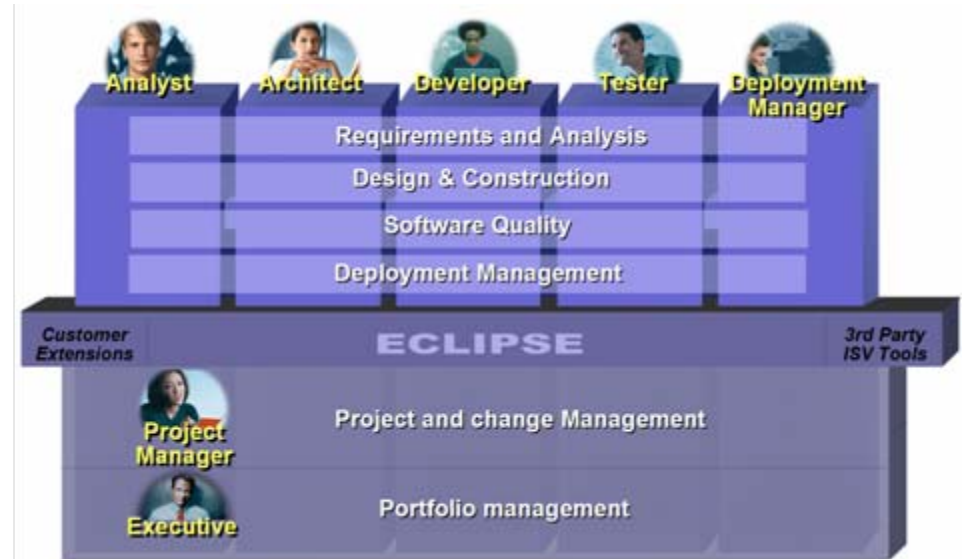 Analyst
Architect
Developer
Tester
Deployment
Manager
Requirements and Analysis
Design & Construction
Software Quality
Deployment Management
Customer
Extensions
ECLIPSE
3rd Party
ISV Tools
Project
Manager
Project and change Management
Executive
Portfolio management